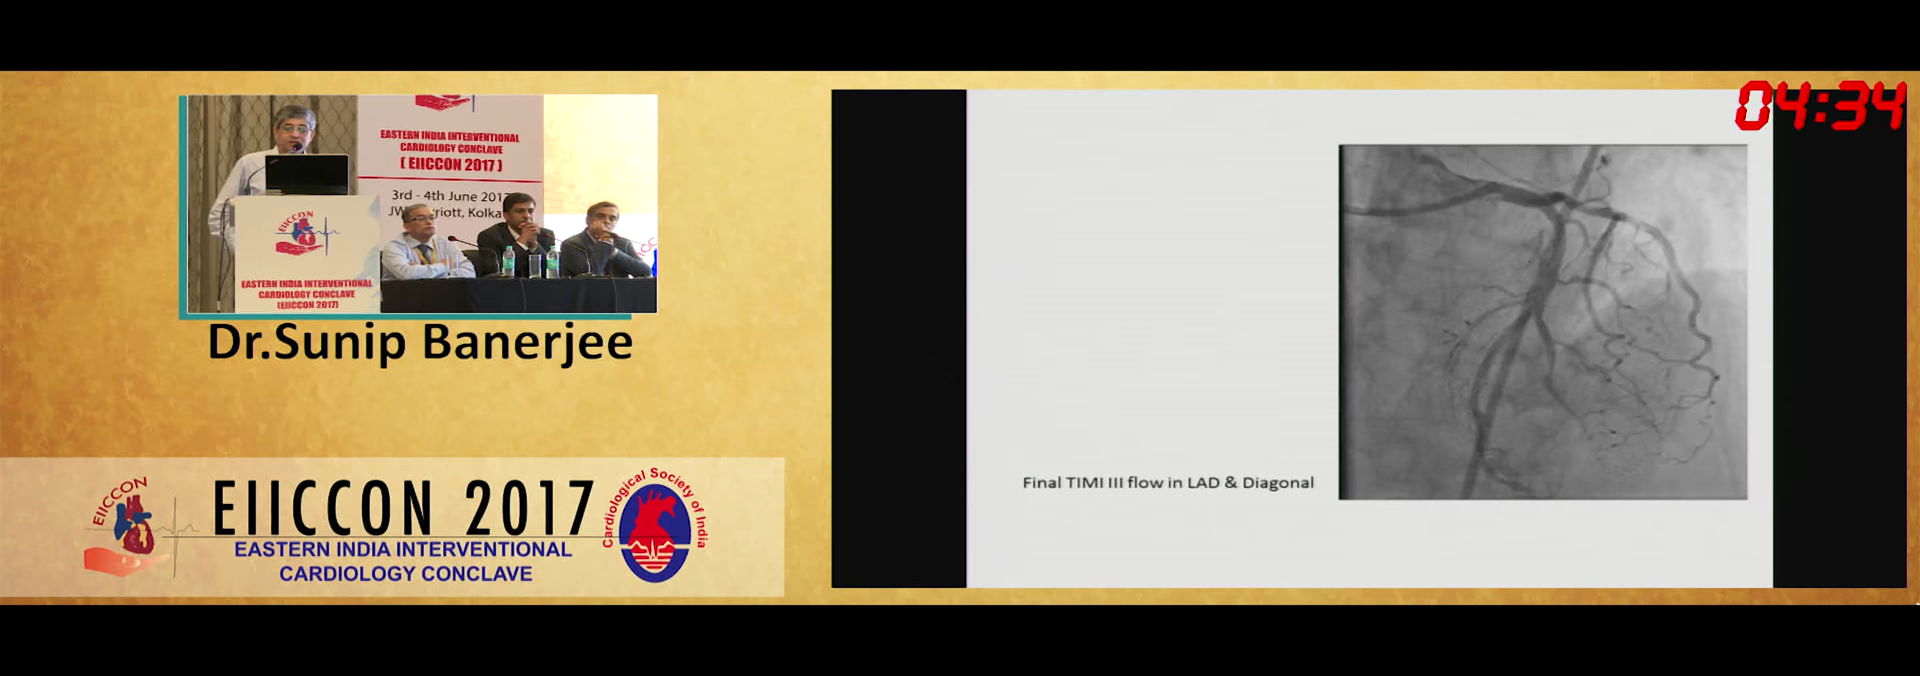 EASTERN INDIA INTERVENTIONAL
CARDIOLOGY CONCLAVE
[ EIICCON 2017 ]
3rd - 4th June 2017
Kolka
EIICCON
EASTERN INDIA INTERVENTIONAL
CARDIOLOGY CONCLAVE
[EIICCON 2017]
Dr.Sunip Banerjee
EIICCON
EIICCON 2017
EASTERN INDIA INTERVENTIONAL
CARDIOLOGY CONCLAVE
Cardiological Society of India
04:34
Final TIMI III flow in LAD & Diagonal